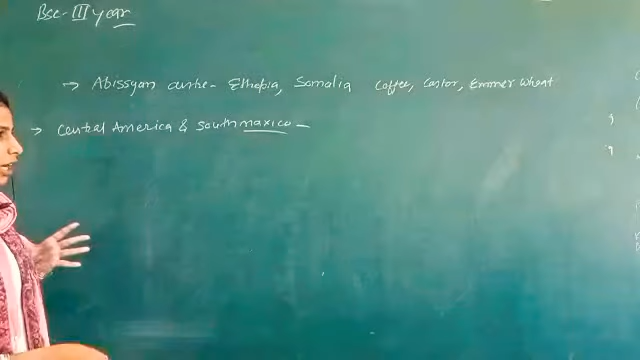 Bsc-III year
→ Abissyan centre- Ethopia, Somalia Coffee, Castor, Emmer wheat
→ Central America & South maxico -